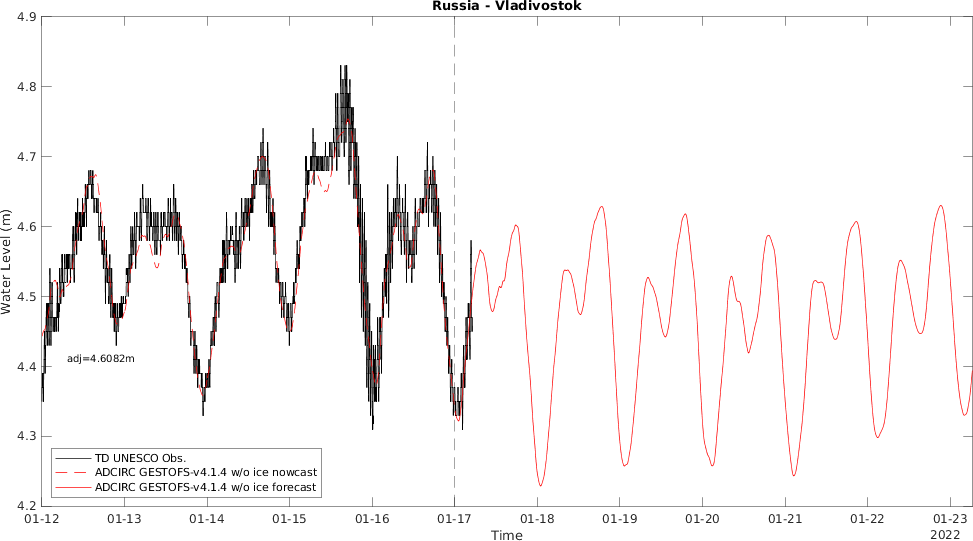 Russia - Vladivostok
4.9
4.8
4.7
4.6
4.5
4.4
4.3
4.2
Water Level (m)
adj=4.6082m
TD UNESCO Obs.
ADCIRC GESTOFS-v4.1.4 w/o ice nowcast
ADCIRC GESTOFS-v4.1.4 w/o ice forecast
01-12 01-13 01-14 01-15 01-16 01-17 01-18 01-19 01-20 01-21 01-22 01-23
Time
2022